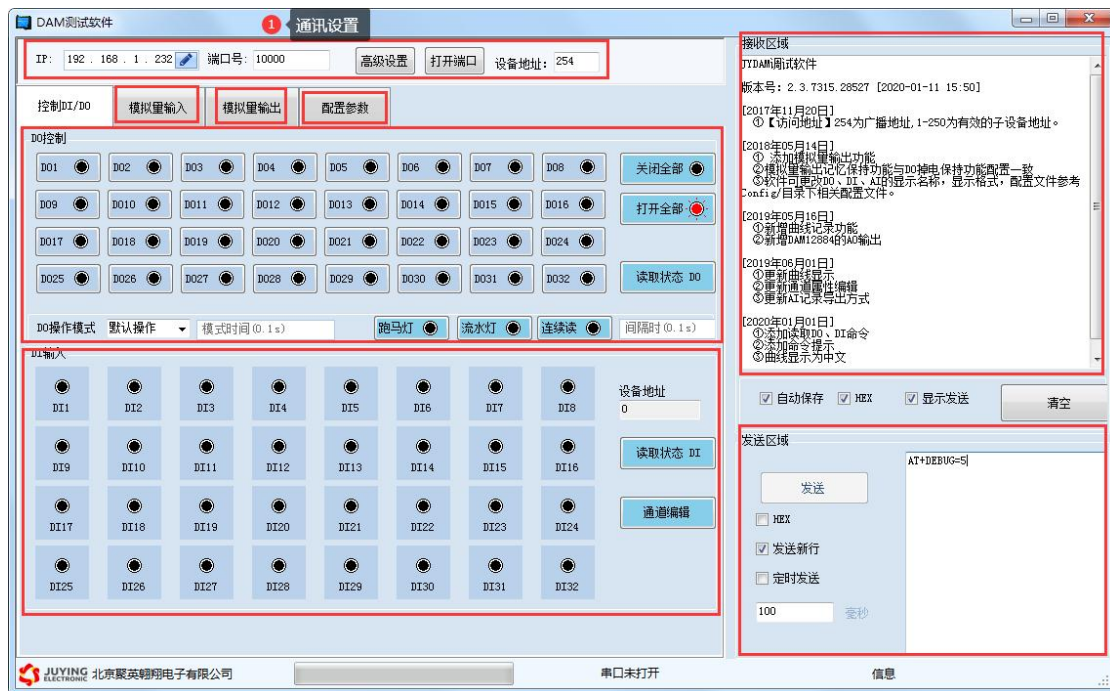 DAM测试软件
1 通讯设置
IP: 192 . 168 . 1 . 232 端口号: 10000 高级设置 打开端口 设备地址: 254
控制DI/DO 模拟量输入 模拟量输出 配置参数
DO控制
DO1 DO2 DO3 DO4 DO5 DO6 DO7 DO8 关闭全部
DO9 DO10 DO11 DO12 DO13 DO14 DO15 DO16 打开全部
DO17 DO18 DO19 DO20 DO21 DO22 DO23 DO24
DO25 DO26 DO27 DO28 DO29 DO30 DO31 DO32 读取状态 DO
DO操作模式 默认操作 模式时间(0.1s) 跑马灯 流水灯 连续读 间隔时(0.1s)
DI输入
DI1 DI2 DI3 DI4 DI5 DI6 DI7 DI8
设备地址
0
DI9 DI10 DI11 DI12 DI13 DI14 DI15 DI16
读取状态 DI
DI17 DI18 DI19 DI20 DI21 DI22 DI23 DI24
通道编辑
DI25 DI26 DI27 DI28 DI29 DI30 DI31 DI32
接收区域
JYDAM调试软件
版本号: 2.3.7315.28527 [2020-01-11 15:50]
[2017年11月20日]
①【访问地址】254为广播地址,1-250为有效的子设备地址。
[2018年05月14日]
① 添加模拟量输出功能
②模拟量输出记忆保持功能与DO掉电保持功能配置一致
③软件可更改DO、DI、AI的显示名称，显示格式，配置文件参考
Config/目录下相关配置文件。
[2019年05月16日]
①新增曲线记录功能
②新增DAM12884的AO输出
[2019年06月01日]
①更新曲线显示
②更新通道属性编辑
③更新AI记录导出方式
[2020年01月01日]
①添加读取DO、DI命令
②添加命令提示
③曲线显示为中文
自动保存 HEX 显示发送 清空
发送区域
AT+DEBUG=5
发送
HEX
发送新行
定时发送
100 毫秒
JUYING ELECTRONIC 北京聚英翱翔电子有限公司 串口未打开 信息